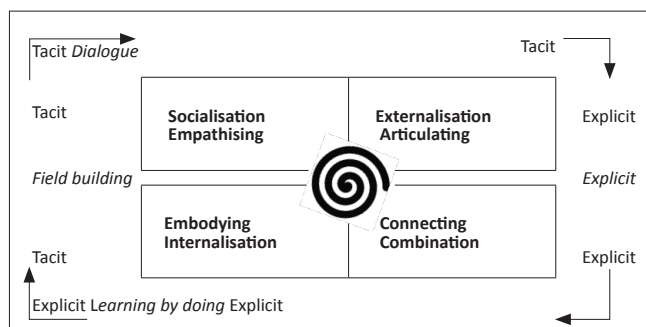 Tacit Dialogue
Tacit
Tacit
Socialisation
Empathising
Externalisation
Articulating
Explicit
Field building
Explicit
Embodying
Internalisation
Connecting
Combination
Tacit
Explicit
Explicit Learning by doing Explicit